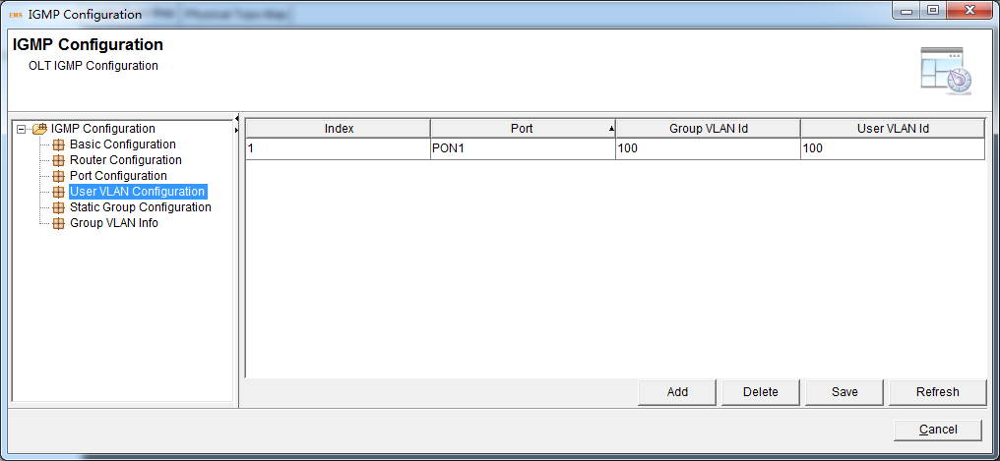 EMS IGMP Configuration
IGMP Configuration
OLT IGMP Configuration
IGMP Configuration
Basic Configuration
Router Configuration
Port Configuration
User VLAN Configuration
Static Group Configuration
Group VLAN Info
Index Port Group VLAN Id User VLAN Id
1 PON1 100 100
Add Delete Save Refresh
Cancel